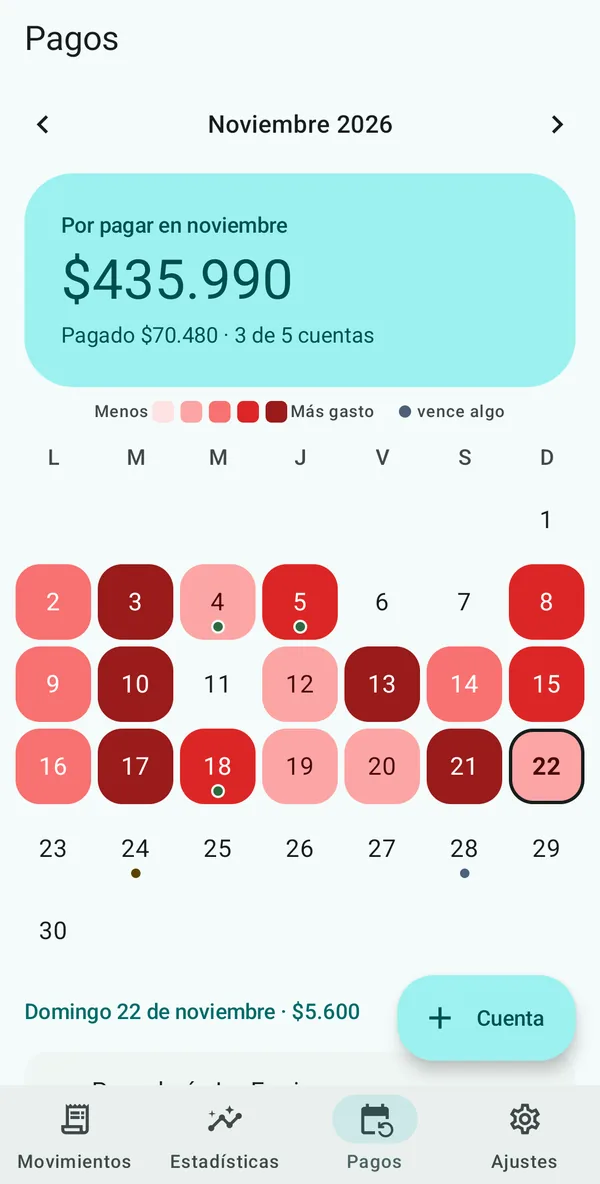 Pagos
Noviembre 2026
Por pagar en noviembre
$435.990
Pagado $70.480 · 3 de 5 cuentas
Menos Más gasto vence algo
L M M J V S D
1
2 3 4 5 6 7 8
9 10 11 12 13 14 15
16 17 18 19 20 21 22
23 24 25 26 27 28 29
30
Domingo 22 de noviembre · $5.600
+ Cuenta
Movimientos Estadísticas Pagos Ajustes